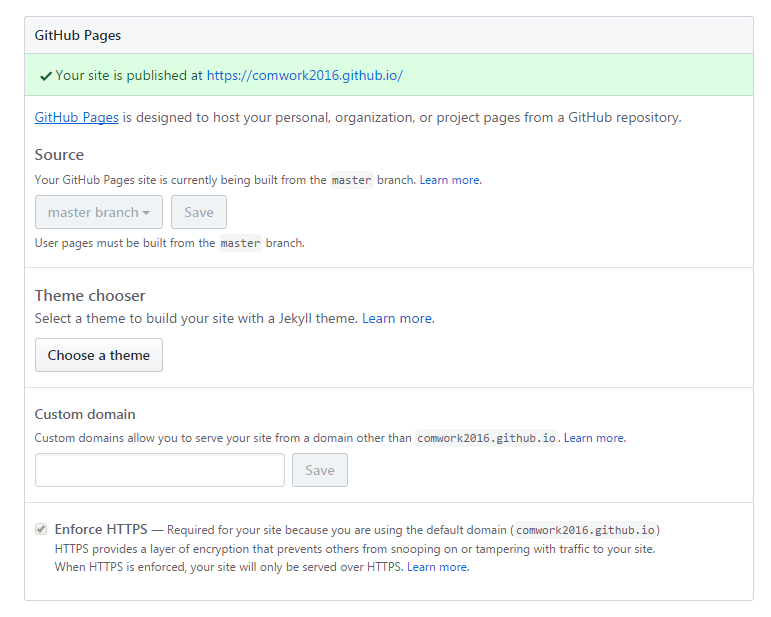 GitHub Pages
Your site is published at https://comwork2016.github.io/
GitHub Pages is designed to host your personal, organization, or project pages from a GitHub repository.
Source
Your GitHub Pages site is currently being built from the master branch. Learn more.
master branch Save
User pages must be built from the master branch.
Theme chooser
Select a theme to build your site with a Jekyll theme. Learn more.
Choose a theme
Custom domain
Custom domains allow you to serve your site from a domain other than comwork2016.github.io. Learn more.
Save
Enforce HTTPS — Required for your site because you are using the default domain (comwork2016.github.io)
HTTPS provides a layer of encryption that prevents others from snooping on or tampering with traffic to your site.
When HTTPS is enforced, your site will only be served over HTTPS. Learn more.